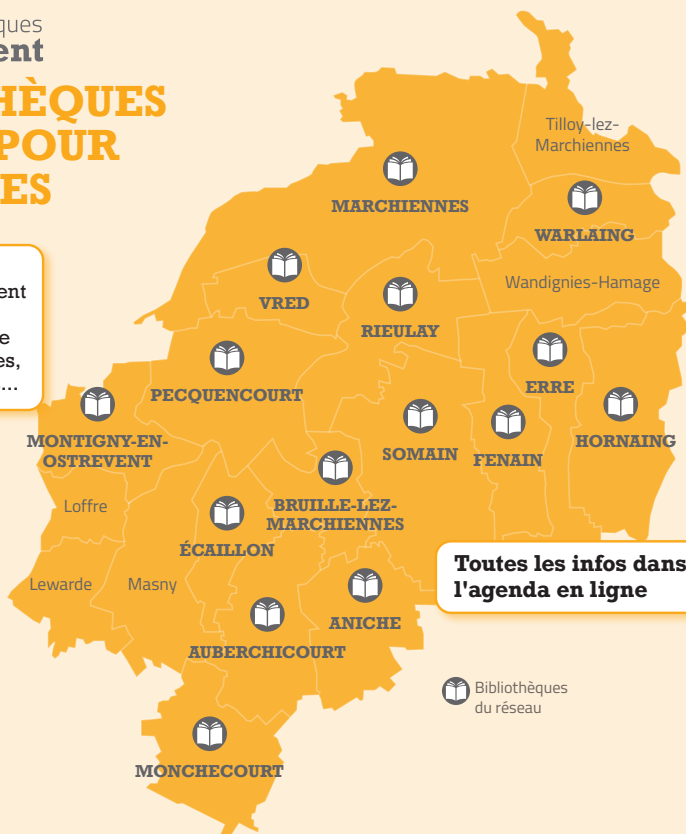 ques
ent
HÈQUES
POUR
ES
ent
e
es,
...
Tilloy-lez-
Marchiennes
MARCHIENNES
WARLAING
Wandignies-Hamage
VRED
RIEULAY
ERRE
PECQUENCOURT
HORNAING
MONTIGNY-EN-
OSTREVENT
SOMAIN
FENAIN
Loffre
BRUILLE-LEZ-
MARCHIENNES
ÉCAILLON
Toutes les infos dans
l'agenda en ligne
Lewarde
Masny
ANICHE
AUBERCHICOURT
Bibliothèques
du réseau
MONCHECOURT